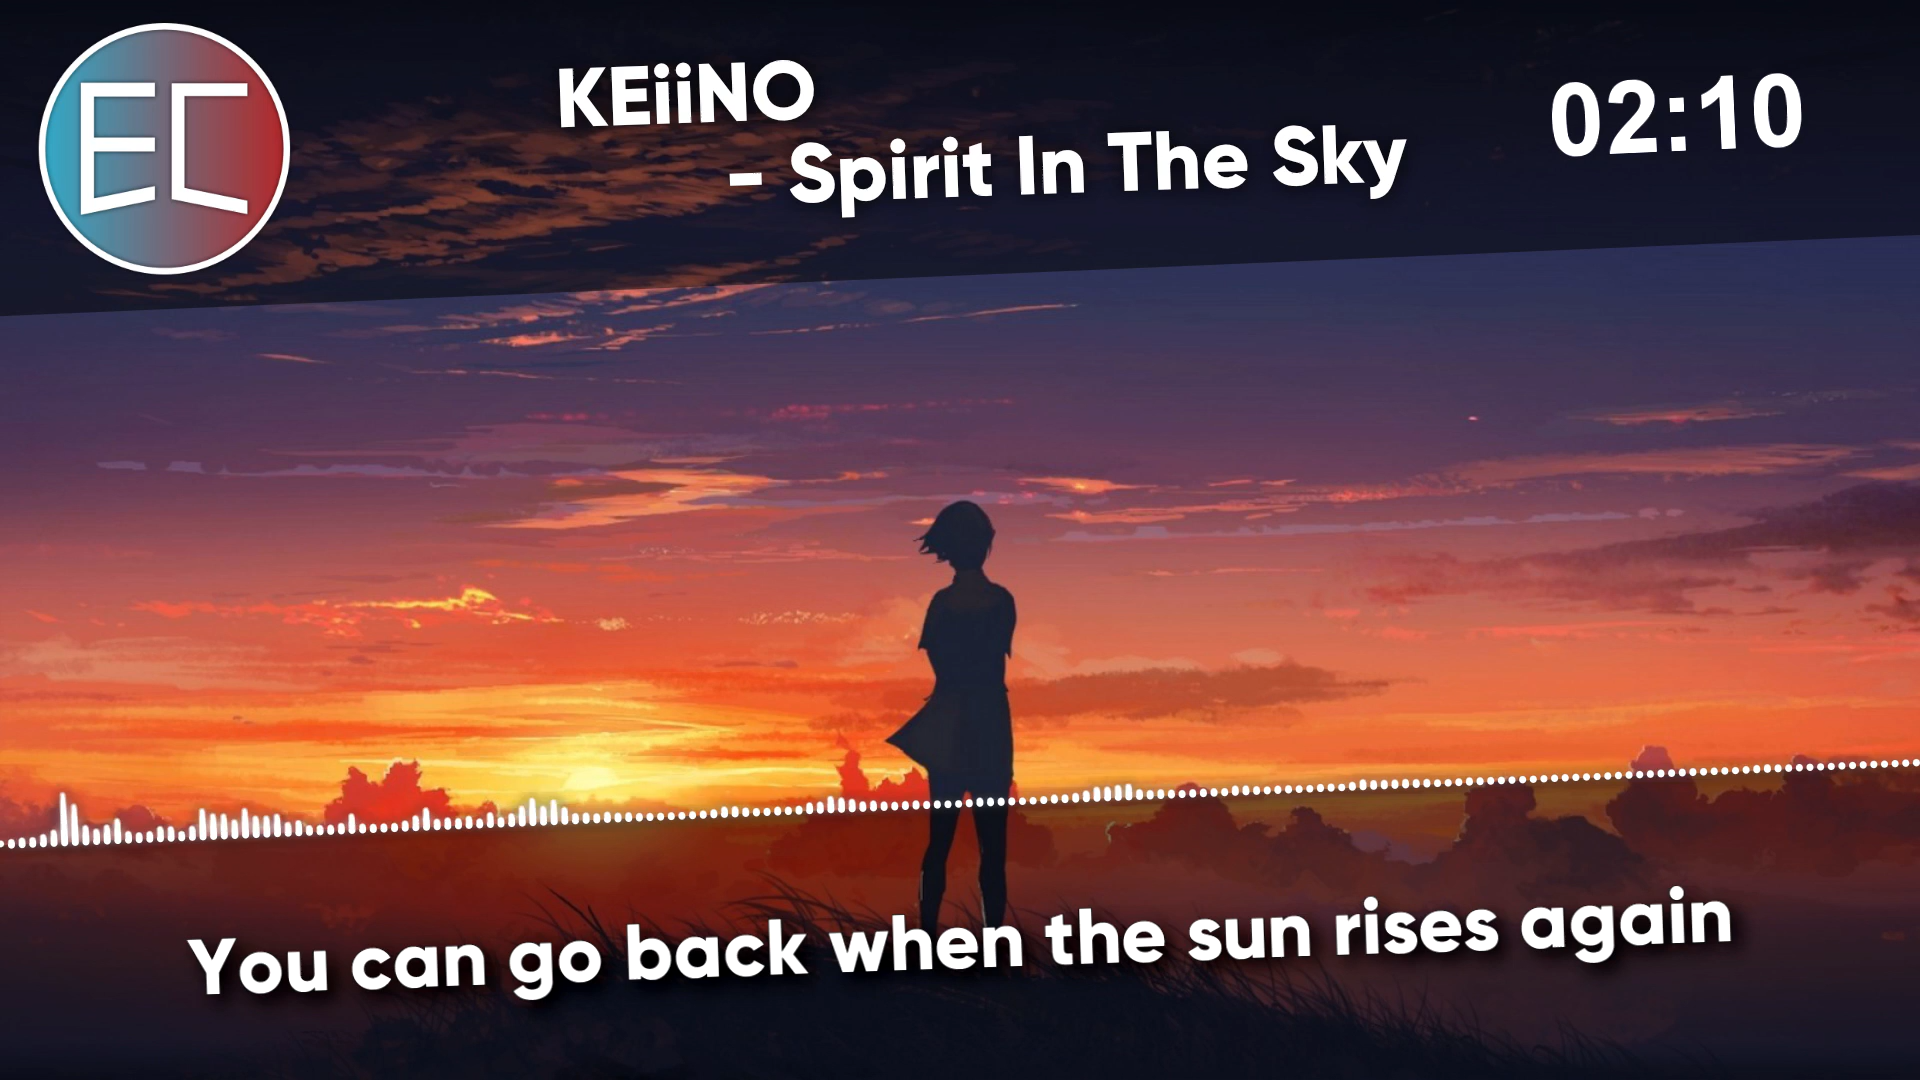 EC
KEiiNO
- Spirit In The Sky
02:10
You can go back when the sun rises again